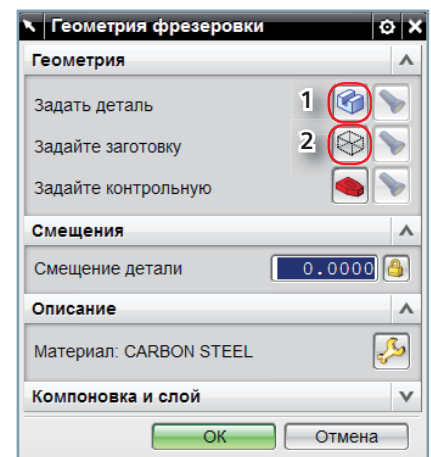 Геометрия фрезеровки
Геометрия
Задать деталь 1
Задайте заготовку 2
Задайте контрольную
Смещения
Смещение детали 0.0000
Описание
Материал: CARBON STEEL
Компоновка и слой
ОК Отмена